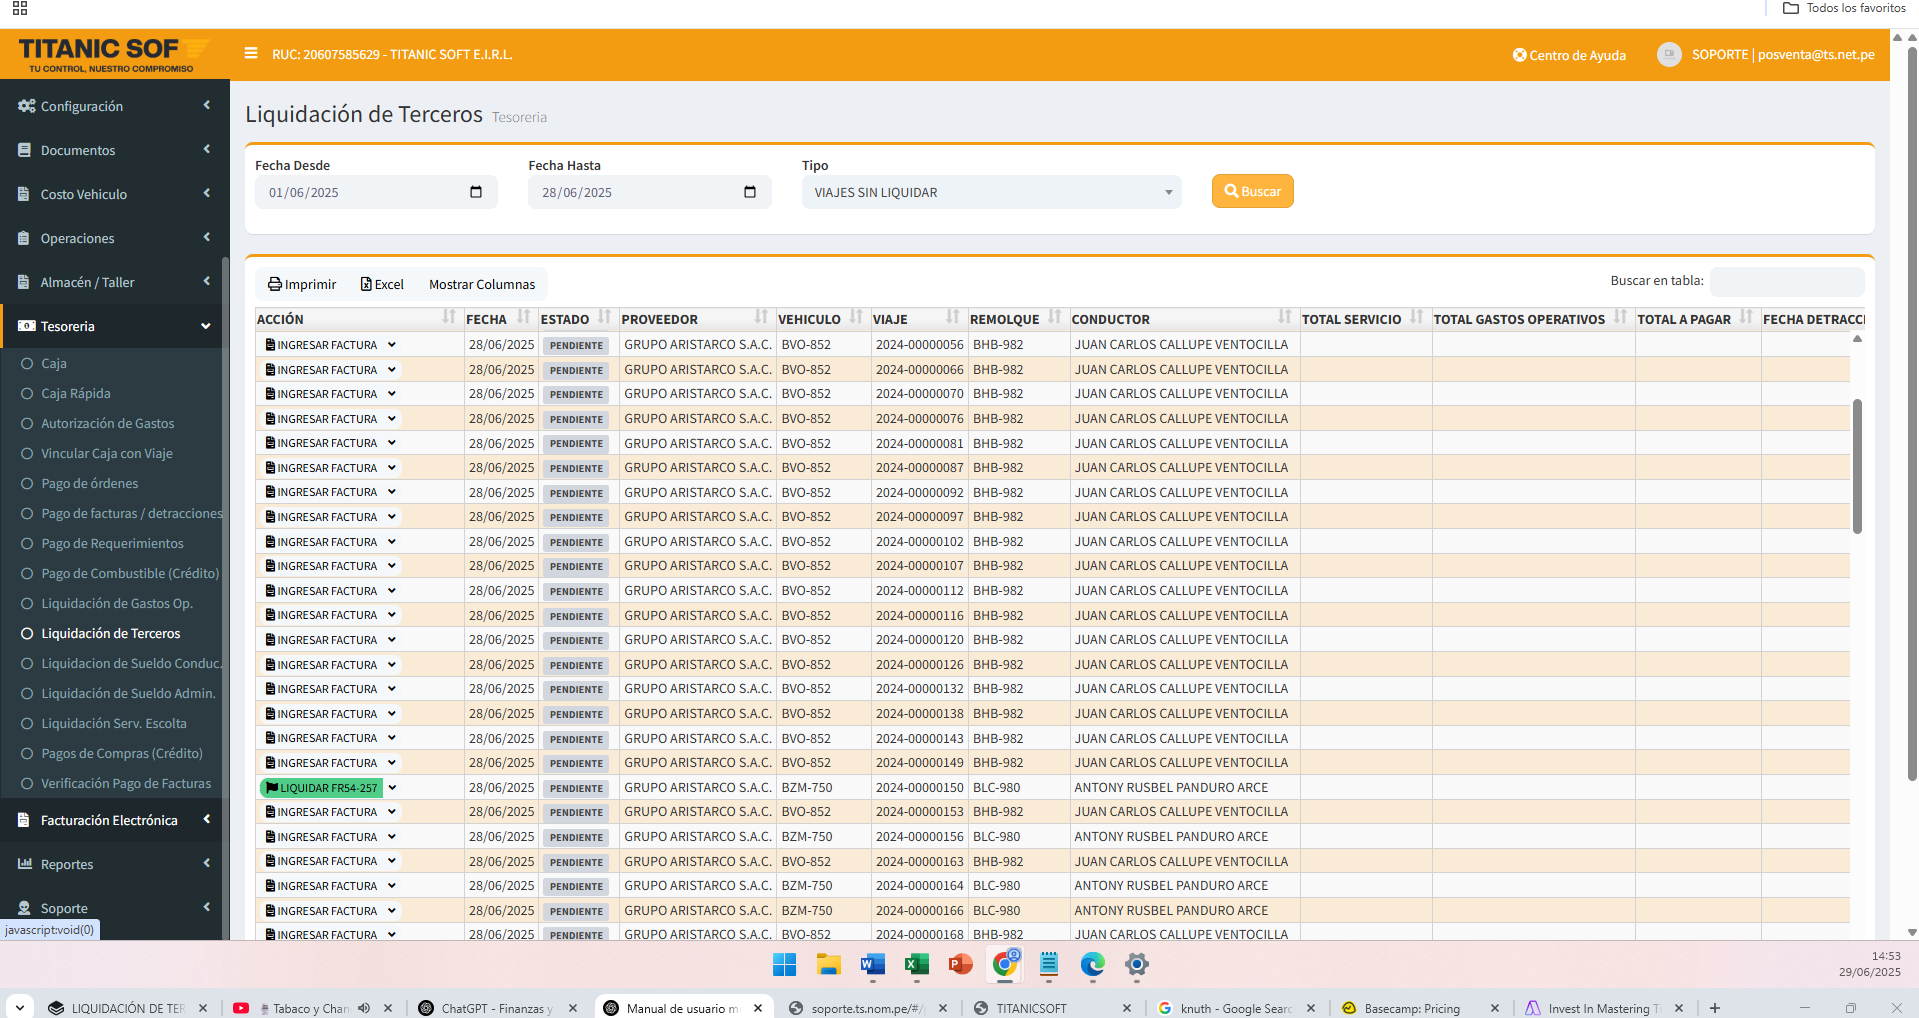 Todos los favoritos
TITANIC SOF
TU CONTROL, NUESTRO COMPROMISO
RUC: 20607585629 - TITANIC SOFT E.I.R.L.
Centro de Ayuda
SOPORTE | posventa@ts.net.pe
Configuración
Documentos
Costo Vehiculo
Operaciones
Almacén / Taller
Tesoreria
Caja
Caja Rápida
Autorización de Gastos
Vincular Caja con Viaje
Pago de órdenes
Pago de facturas / detracciones
Pago de Requerimientos
Pago de Combustible (Crédito)
Liquidación de Gastos Op.
Liquidación de Terceros
Liquidacion de Sueldo Conduc.
Liquidación de Sueldo Admin.
Liquidación Serv. Escolta
Pagos de Compras (Crédito)
Verificación Pago de Facturas
Facturación Electrónica
Reportes
Soporte
javascript:void(0)
Liquidación de Terceros Tesoreria
Fecha Desde Fecha Hasta Tipo
01/06/2025 28/06/2025 VIAJES SIN LIQUIDAR Buscar
Imprimir Excel Mostrar Columnas Buscar en tabla:
ACCIÓN FECHA ESTADO PROVEEDOR VEHICULO VIAJE REMOLQUE CONDUCTOR TOTAL SERVICIO TOTAL GASTOS OPERATIVOS TOTAL A PAGAR FECHA DETRACCI
INGRESAR FACTURA 28/06/2025 PENDIENTE GRUPO ARISTARCO S.A.C. BVO-852 2024-00000056 BHB-982 JUAN CARLOS CALLUPE VENTOCILLA
INGRESAR FACTURA 28/06/2025 PENDIENTE GRUPO ARISTARCO S.A.C. BVO-852 2024-00000066 BHB-982 JUAN CARLOS CALLUPE VENTOCILLA
INGRESAR FACTURA 28/06/2025 PENDIENTE GRUPO ARISTARCO S.A.C. BVO-852 2024-00000070 BHB-982 JUAN CARLOS CALLUPE VENTOCILLA
INGRESAR FACTURA 28/06/2025 PENDIENTE GRUPO ARISTARCO S.A.C. BVO-852 2024-00000076 BHB-982 JUAN CARLOS CALLUPE VENTOCILLA
INGRESAR FACTURA 28/06/2025 PENDIENTE GRUPO ARISTARCO S.A.C. BVO-852 2024-00000081 BHB-982 JUAN CARLOS CALLUPE VENTOCILLA
INGRESAR FACTURA 28/06/2025 PENDIENTE GRUPO ARISTARCO S.A.C. BVO-852 2024-00000087 BHB-982 JUAN CARLOS CALLUPE VENTOCILLA
INGRESAR FACTURA 28/06/2025 PENDIENTE GRUPO ARISTARCO S.A.C. BVO-852 2024-00000092 BHB-982 JUAN CARLOS CALLUPE VENTOCILLA
INGRESAR FACTURA 28/06/2025 PENDIENTE GRUPO ARISTARCO S.A.C. BVO-852 2024-00000097 BHB-982 JUAN CARLOS CALLUPE VENTOCILLA
INGRESAR FACTURA 28/06/2025 PENDIENTE GRUPO ARISTARCO S.A.C. BVO-852 2024-00000102 BHB-982 JUAN CARLOS CALLUPE VENTOCILLA
INGRESAR FACTURA 28/06/2025 PENDIENTE GRUPO ARISTARCO S.A.C. BVO-852 2024-00000107 BHB-982 JUAN CARLOS CALLUPE VENTOCILLA
INGRESAR FACTURA 28/06/2025 PENDIENTE GRUPO ARISTARCO S.A.C. BVO-852 2024-00000112 BHB-982 JUAN CARLOS CALLUPE VENTOCILLA
INGRESAR FACTURA 28/06/2025 PENDIENTE GRUPO ARISTARCO S.A.C. BVO-852 2024-00000116 BHB-982 JUAN CARLOS CALLUPE VENTOCILLA
INGRESAR FACTURA 28/06/2025 PENDIENTE GRUPO ARISTARCO S.A.C. BVO-852 2024-00000120 BHB-982 JUAN CARLOS CALLUPE VENTOCILLA
INGRESAR FACTURA 28/06/2025 PENDIENTE GRUPO ARISTARCO S.A.C. BVO-852 2024-00000126 BHB-982 JUAN CARLOS CALLUPE VENTOCILLA
INGRESAR FACTURA 28/06/2025 PENDIENTE GRUPO ARISTARCO S.A.C. BVO-852 2024-00000132 BHB-982 JUAN CARLOS CALLUPE VENTOCILLA
INGRESAR FACTURA 28/06/2025 PENDIENTE GRUPO ARISTARCO S.A.C. BVO-852 2024-00000138 BHB-982 JUAN CARLOS CALLUPE VENTOCILLA
INGRESAR FACTURA 28/06/2025 PENDIENTE GRUPO ARISTARCO S.A.C. BVO-852 2024-00000143 BHB-982 JUAN CARLOS CALLUPE VENTOCILLA
INGRESAR FACTURA 28/06/2025 PENDIENTE GRUPO ARISTARCO S.A.C. BVO-852 2024-00000149 BHB-982 JUAN CARLOS CALLUPE VENTOCILLA
LIQUIDAR FR54-257 28/06/2025 PENDIENTE GRUPO ARISTARCO S.A.C. BZM-750 2024-00000150 BLC-980 ANTONY RUSBEL PANDURO ARCE
INGRESAR FACTURA 28/06/2025 PENDIENTE GRUPO ARISTARCO S.A.C. BVO-852 2024-00000153 BHB-982 JUAN CARLOS CALLUPE VENTOCILLA
INGRESAR FACTURA 28/06/2025 PENDIENTE GRUPO ARISTARCO S.A.C. BZM-750 2024-00000156 BLC-980 ANTONY RUSBEL PANDURO ARCE
INGRESAR FACTURA 28/06/2025 PENDIENTE GRUPO ARISTARCO S.A.C. BVO-852 2024-00000163 BHB-982 JUAN CARLOS CALLUPE VENTOCILLA
INGRESAR FACTURA 28/06/2025 PENDIENTE GRUPO ARISTARCO S.A.C. BZM-750 2024-00000164 BLC-980 ANTONY RUSBEL PANDURO ARCE
INGRESAR FACTURA 28/06/2025 PENDIENTE GRUPO ARISTARCO S.A.C. BZM-750 2024-00000166 BLC-980 ANTONY RUSBEL PANDURO ARCE
INGRESAR FACTURA 28/06/2025 PENDIENTE GRUPO ARISTARCO S.A.C. BVO-852 2024-00000168 BHB-982 JUAN CARLOS CALLUPE VENTOCILLA
14:53
29/06/2025
LIQUIDACIÓN DE TER Tabaco y Chan ChatGPT - Finanzas y Manual de usuario m soporte.ts.nom.pe/#/ TITANICSOFT knuth - Google Searc Basecamp: Pricing Invest In Mastering T